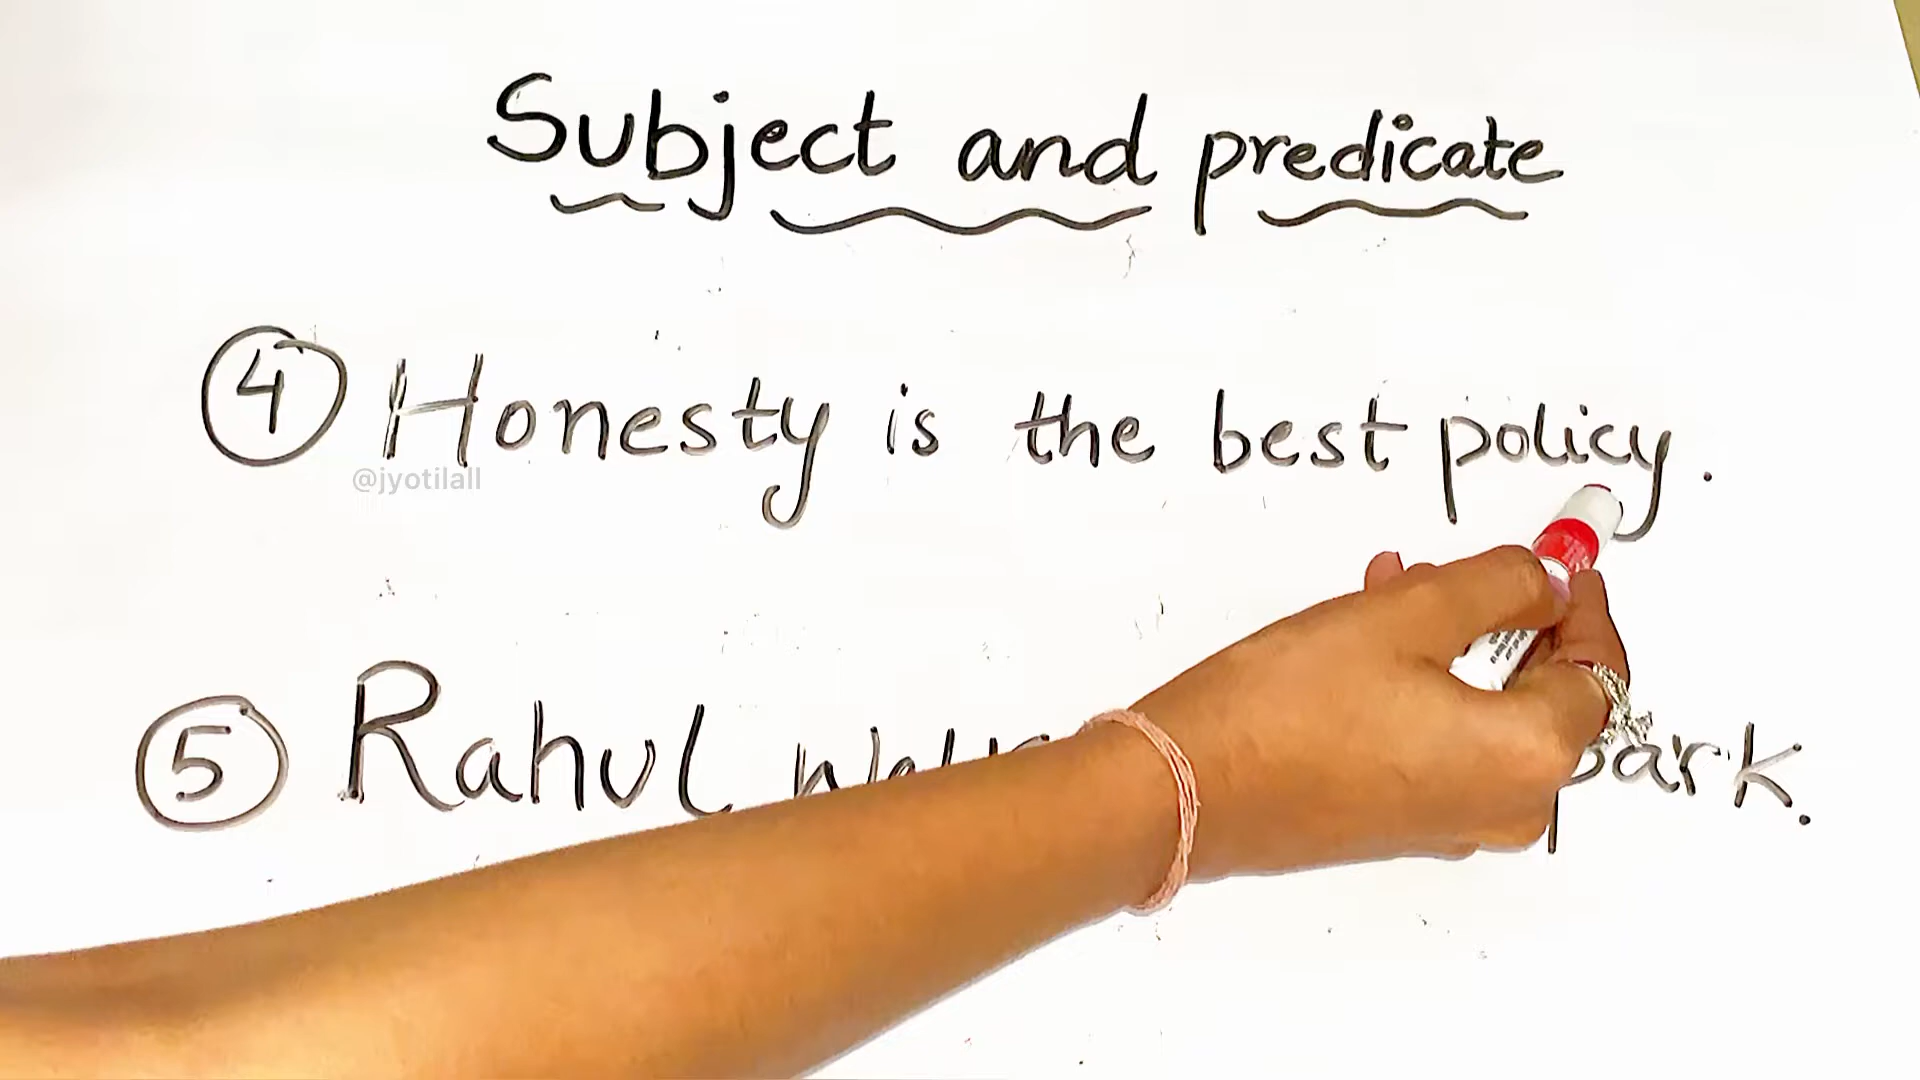 Subject and predicate
4 Honesty is the best policy.
@jyotilall
5 Rahul park.